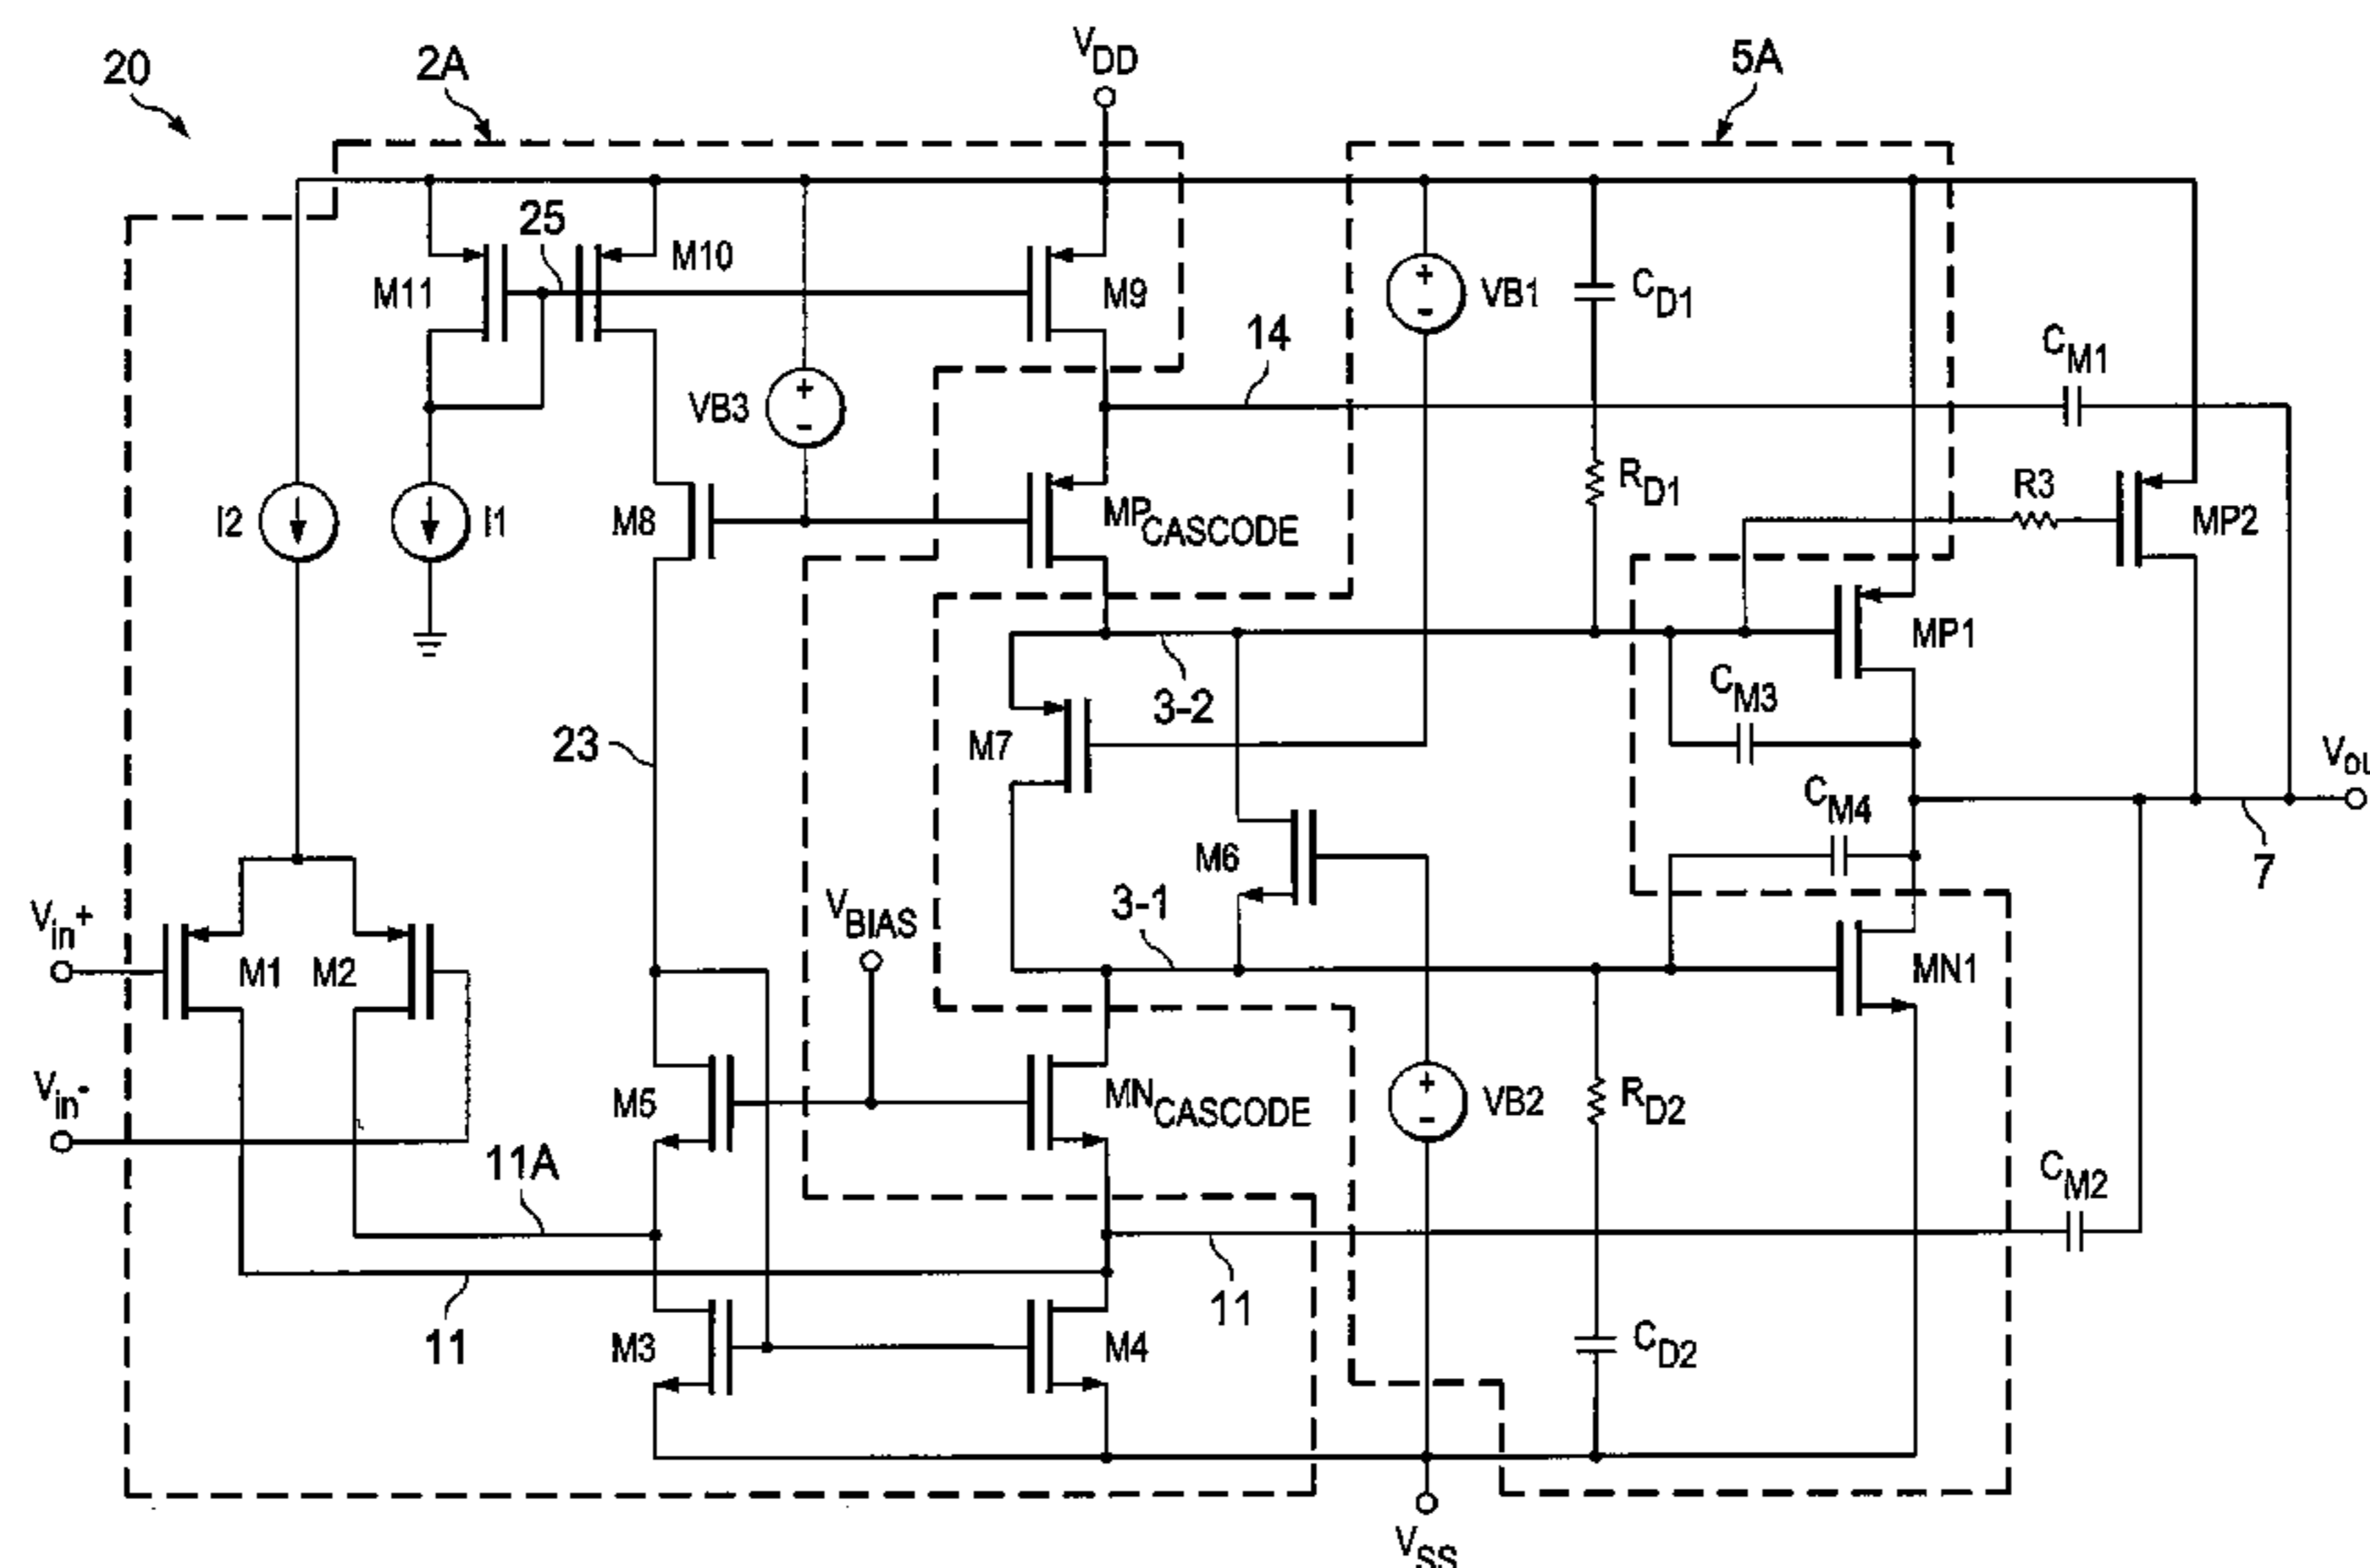 20
2A
VDD
5A
25
M11
M10
M9
VB1
CD1
14
CM1
VB3
I2
I1
M8
MPCASCODE
RD1
R3
MP2
MP1
3-2
CM3
23
M7
CM4
VOU
M6
7
Vin+
M1
M2
VBIAS
3-1
MN1
Vin-
M5
MNCASCODE
VB2
RD2
11A
CM2
11
11
M3
M4
CD2
VSS